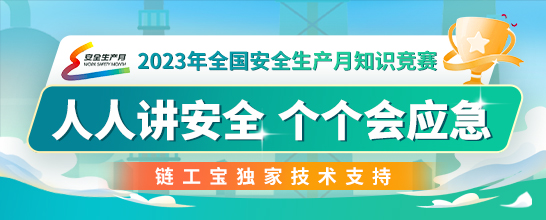 安全生产月
WORK SAFETY MONTH
2023年全国安全生产月知识竞赛
人人讲安全 个个会应急
链工宝独家技术支持